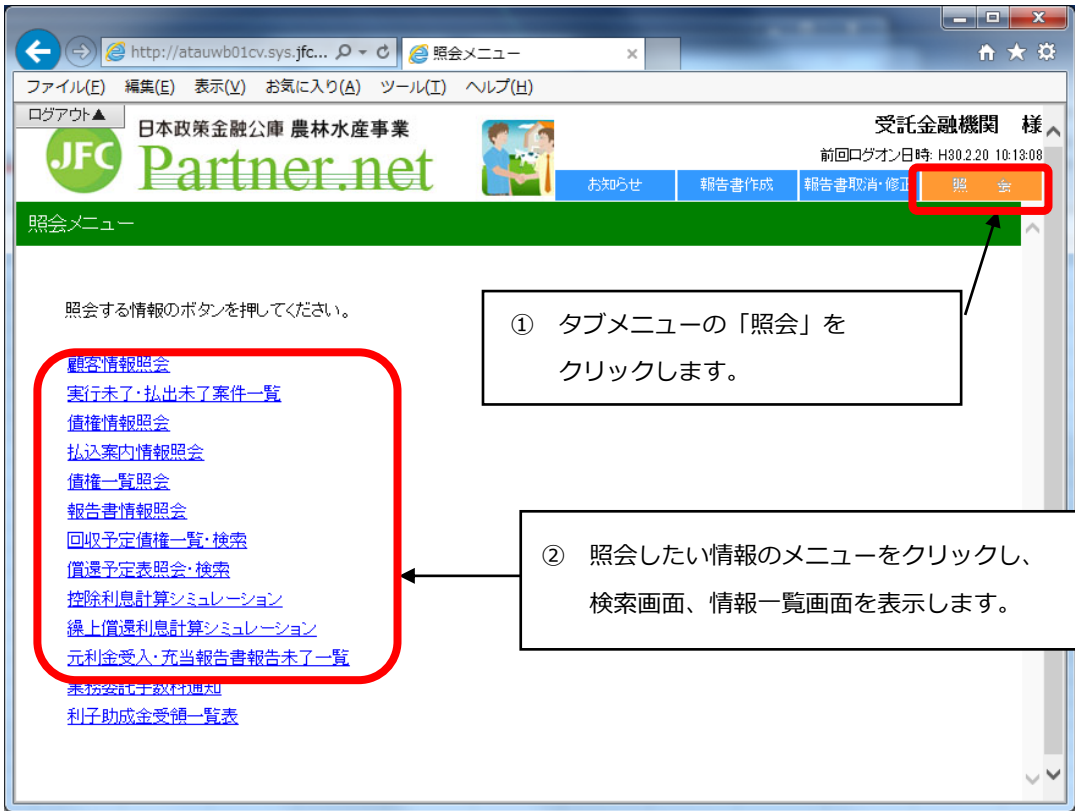 http://atauwb01cv.sys.jfc...
照会メニュー
ファイル(F) 編集(E) 表示(V) お気に入り(A) ツール(T) ヘルプ(H)
ログアウト▲
JFC
日本政策金融公庫 農林水産事業
Partner.net
受託金融機関 様
前回ログオン日時: H30.2.20 10:13:08
お知らせ 報告書作成 報告書取消・修正 照 会
照会メニュー
照会する情報のボタンを押してください。
① タブメニューの「照会」を
クリックします。
顧客情報照会
実行未了・払出未了案件一覧
債権情報照会
払込案内情報照会
債権一覧照会
報告書情報照会
回収予定債権一覧・検索
償還予定表照会・検索
控除利息計算シミュレーション
繰上償還利息計算シミュレーション
元利金受入・充当報告書報告未了一覧
業務委託手数料通知
利子助成金受領一覧表
② 照会したい情報のメニューをクリックし、
検索画面、情報一覧画面を表示します。